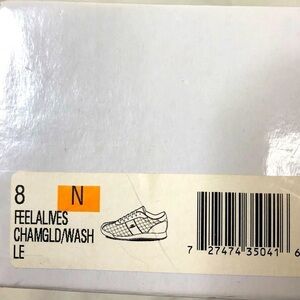 8 N
FEELALIVES
CHAMGLD/WASH
LE
7 27474 35041 6